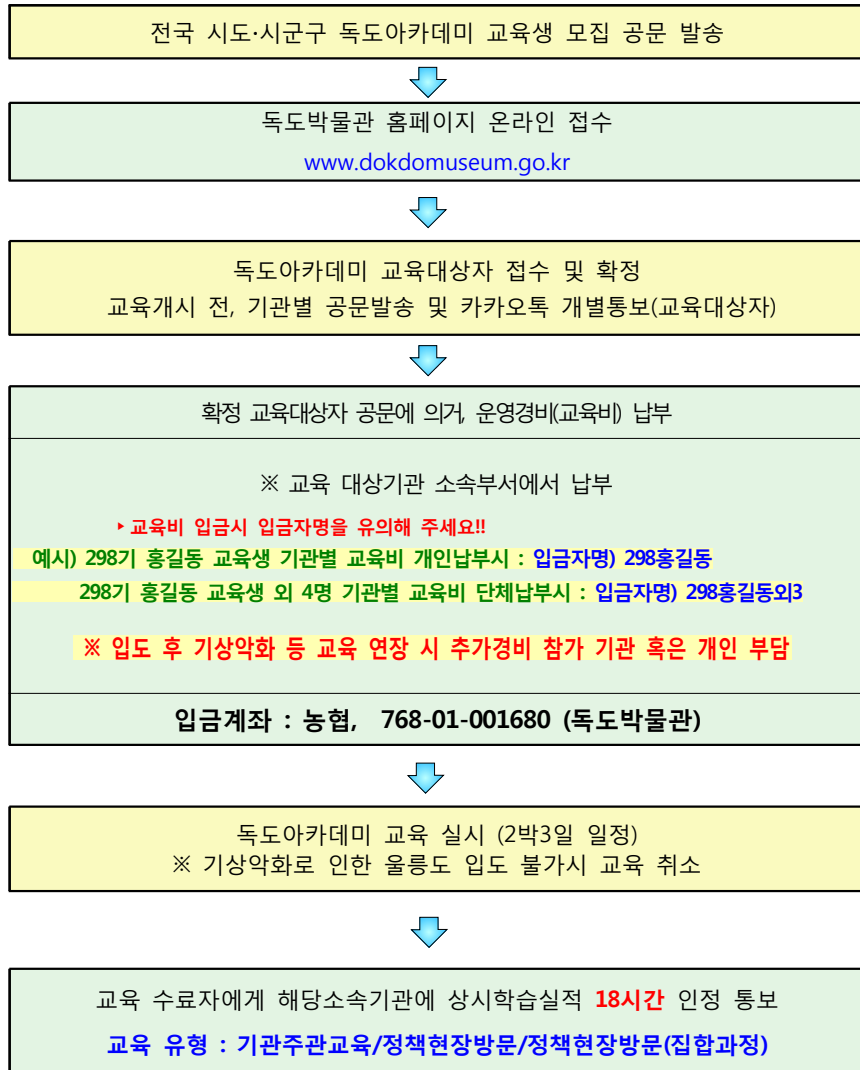 전국 시도·시군구 독도아카데미 교육생 모집 공문 발송
독도박물관 홈페이지 온라인 접수
www.dokdomuseum.go.kr
독도아카데미 교육대상자 접수 및 확정
교육개시 전, 기관별 공문발송 및 카카오톡 개별통보(교육대상자)
확정 교육대상자 공문에 의거, 운영경비(교육비) 납부
※ 교육 대상기관 소속부서에서 납부
‣ 교육비 입금시 입금자명을 유의해 주세요!!
예시) 298기 홍길동 교육생 기관별 교육비 개인납부시 : 입금자명) 298홍길동
298기 홍길동 교육생 외 4명 기관별 교육비 단체납부시 : 입금자명) 298홍길동외3
※ 입도 후 기상악화 등 교육 연장 시 추가경비 참가 기관 혹은 개인 부담
입금계좌 : 농협, 768-01-001680 (독도박물관)
독도아카데미 교육 실시 (2박3일 일정)
※ 기상악화로 인한 울릉도 입도 불가시 교육 취소
교육 수료자에게 해당소속기관에 상시학습실적 18시간 인정 통보
교육 유형 : 기관주관교육/정책현장방문/정책현장방문(집합과정)